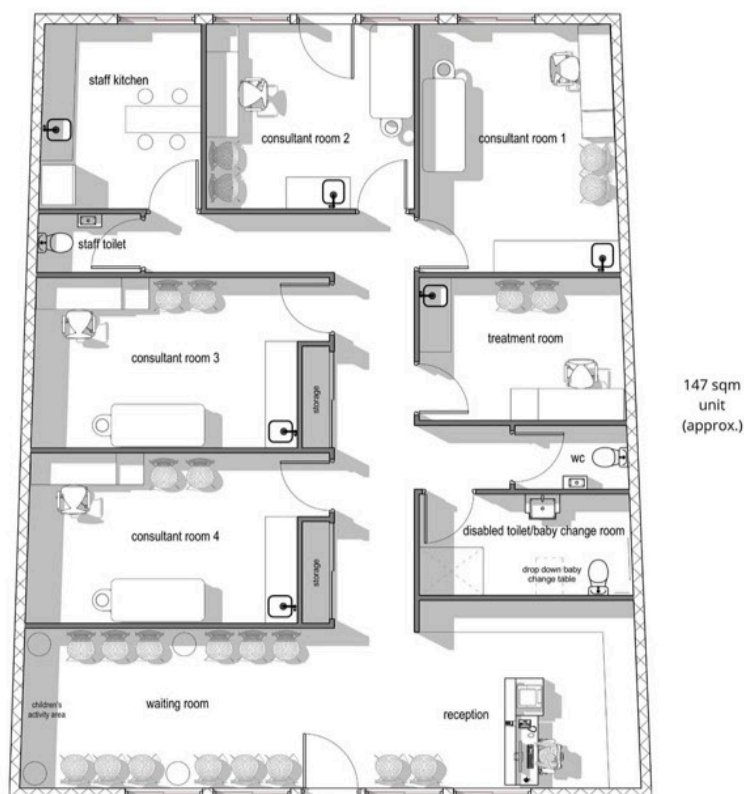 staff kitchen
consultant room 2
consultant room 1
staff toilet
consultant room 3
storage
treatment room
147 sqm
unit
(approx.)
wc
consultant room 4
storage
disabled toilet/baby change room
drop down baby
change table
children's
activity area
waiting room
reception